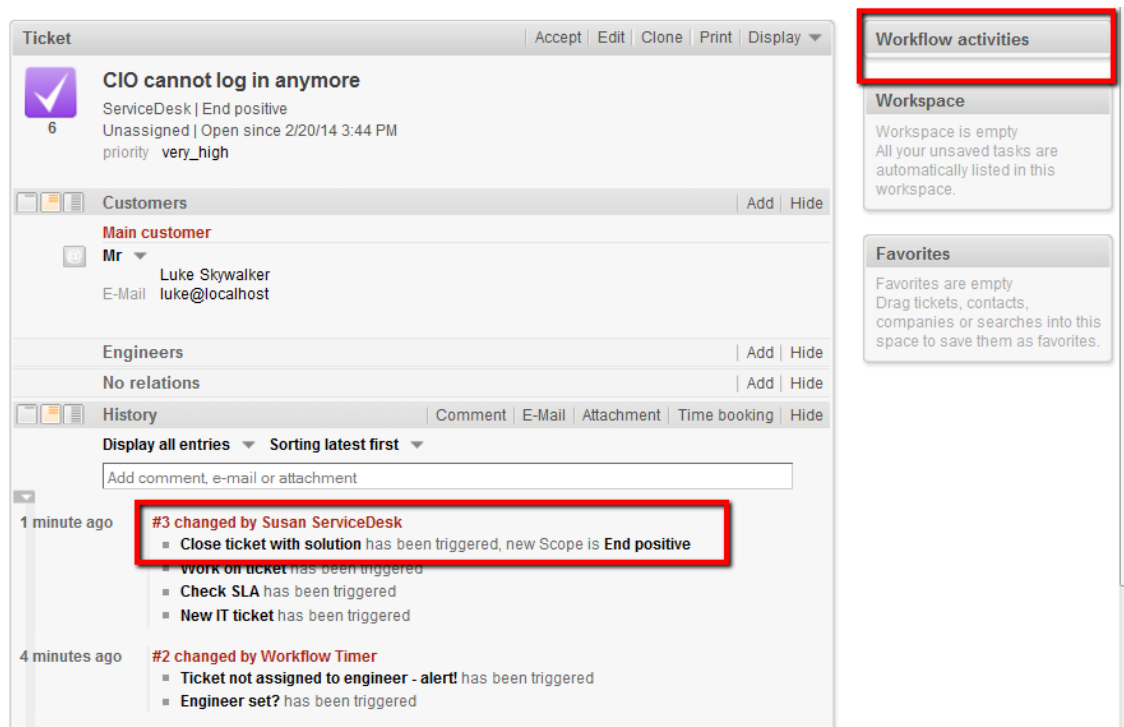 Ticket
Accept Edit Clone Print Display
CIO cannot log in anymore
ServiceDesk | End positive
6
Unassigned | Open since 2/20/14 3:44 PM
priority very_high
Customers
Add Hide
Main customer
Mr
Luke Skywalker
E-Mail luke@localhost
Engineers
Add Hide
No relations
Add Hide
History
Comment E-Mail Attachment Time booking Hide
Display all entries Sorting latest first
Add comment, e-mail or attachment
1 minute ago
#3 changed by Susan ServiceDesk
Close ticket with solution has been triggered, new Scope is End positive
Work on ticket has been triggered
Check SLA has been triggered
New IT ticket has been triggered
4 minutes ago
#2 changed by Workflow Timer
Ticket not assigned to engineer - alert! has been triggered
Engineer set? has been triggered
Workflow activities
Workspace
Workspace is empty
All your unsaved tasks are
automatically listed in this
workspace.
Favorites
Favorites are empty
Drag tickets, contacts,
companies or searches into this
space to save them as favorites.